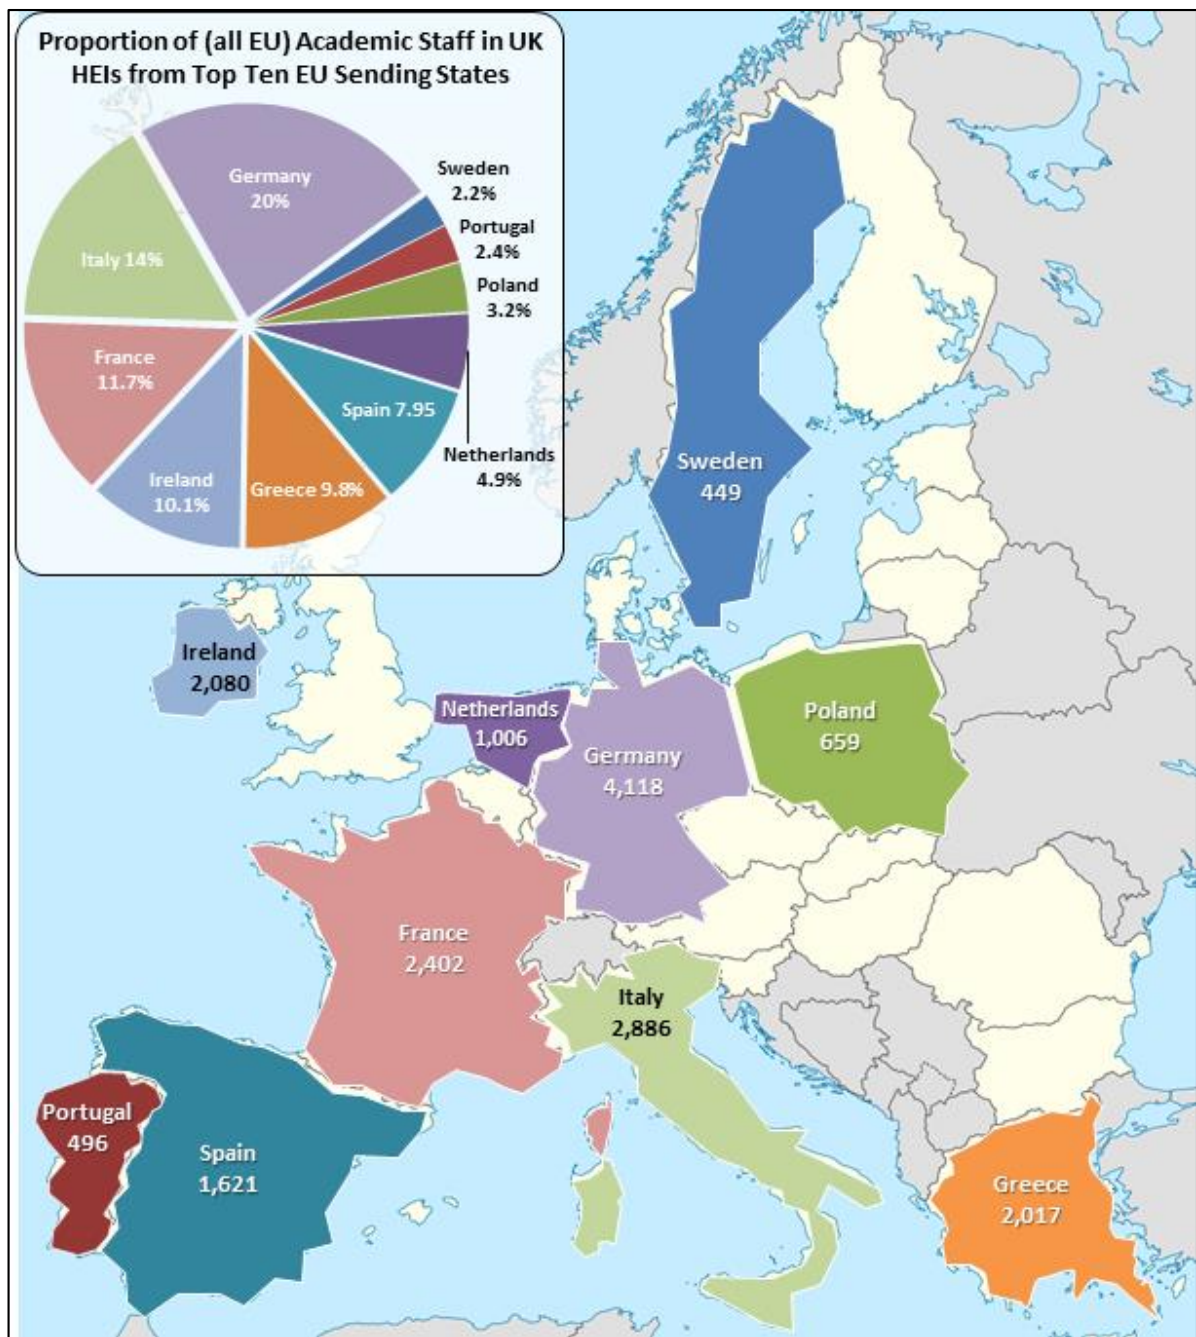 Proportion of (all EU) Academic Staff in UK
HEIs from Top Ten EU Sending States
Germany
20%
Sweden
2.2%
Portugal
2.4%
Poland
3.2%
Italy 14%
France
11.7%
Spain 7.95
Netherlands
4.9%
Ireland
10.1%
Greece 9.8%
Sweden
449
Ireland
2,080
Netherlands
1,006
Germany
4,118
Poland
659
France
2,402
Italy
2,886
Portugal
496
Spain
1,621
Greece
2,017